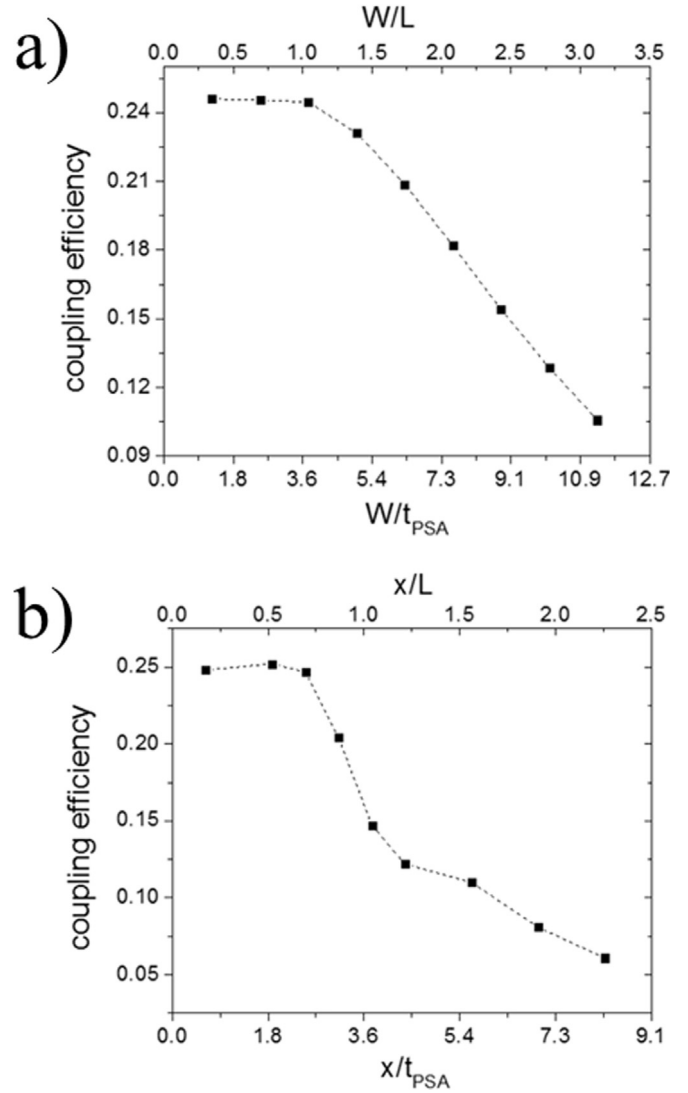 a)
W/L
0.0 0.5 1.0 1.5 2.0 2.5 3.0 3.5
0.24
0.21
0.18
0.15
0.12
0.09
coupling efficiency
0.0 1.8 3.6 5.4 7.3 9.1 10.9 12.7
W/t_PSA
b)
x/L
0.0 0.5 1.0 1.5 2.0 2.5
0.25
0.20
0.15
0.10
0.05
coupling efficiency
0.0 1.8 3.6 5.4 7.3 9.1
x/t_PSA